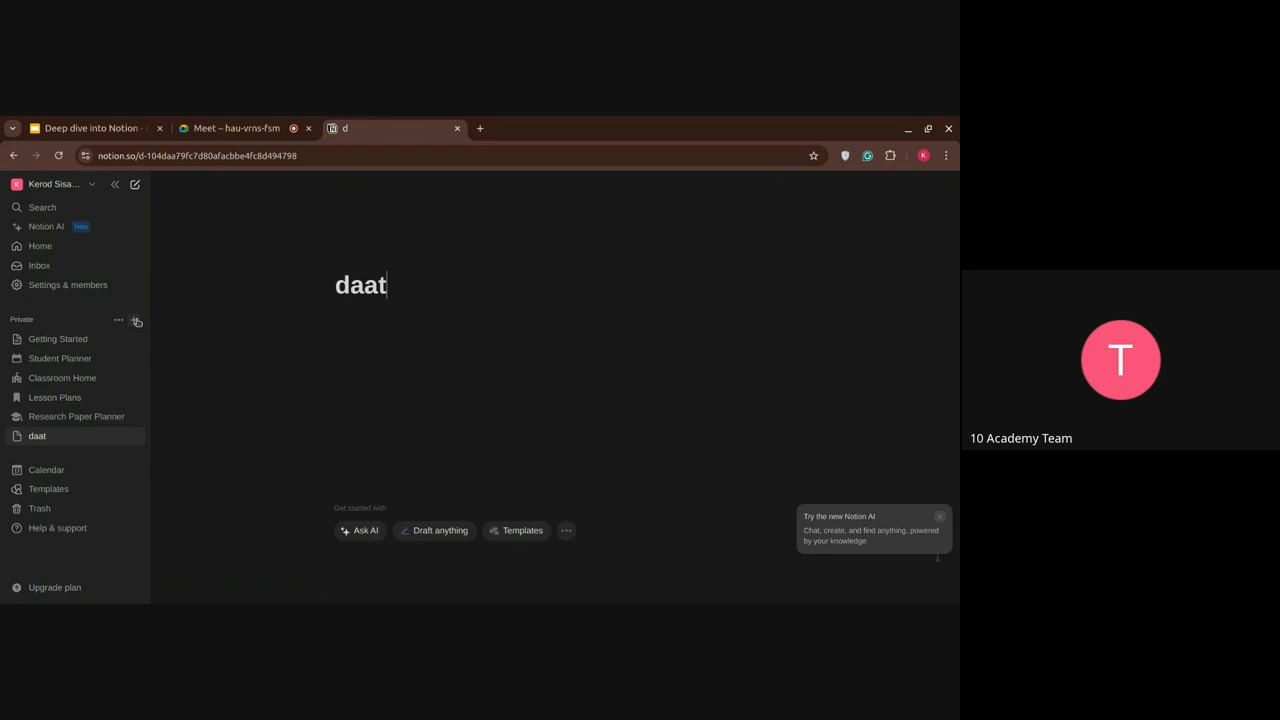 Deep dive into Notion -
Meet – hau-vrns-fsm
d
notion.so/d-104daa79fc7d80afacbbe4fc8d494798
K
K
Kerod Sisa...
Search
Notion AI New
Home
Inbox
Settings & members
Private
Getting Started
Student Planner
Classroom Home
Lesson Plans
Research Paper Planner
daat
Calendar
Templates
Trash
Help & support
Upgrade plan
daat
Get started with
Ask AI
Draft anything
Templates
Try the new Notion AI
Chat, create, and find anything, powered
by your knowledge.
T
10 Academy Team